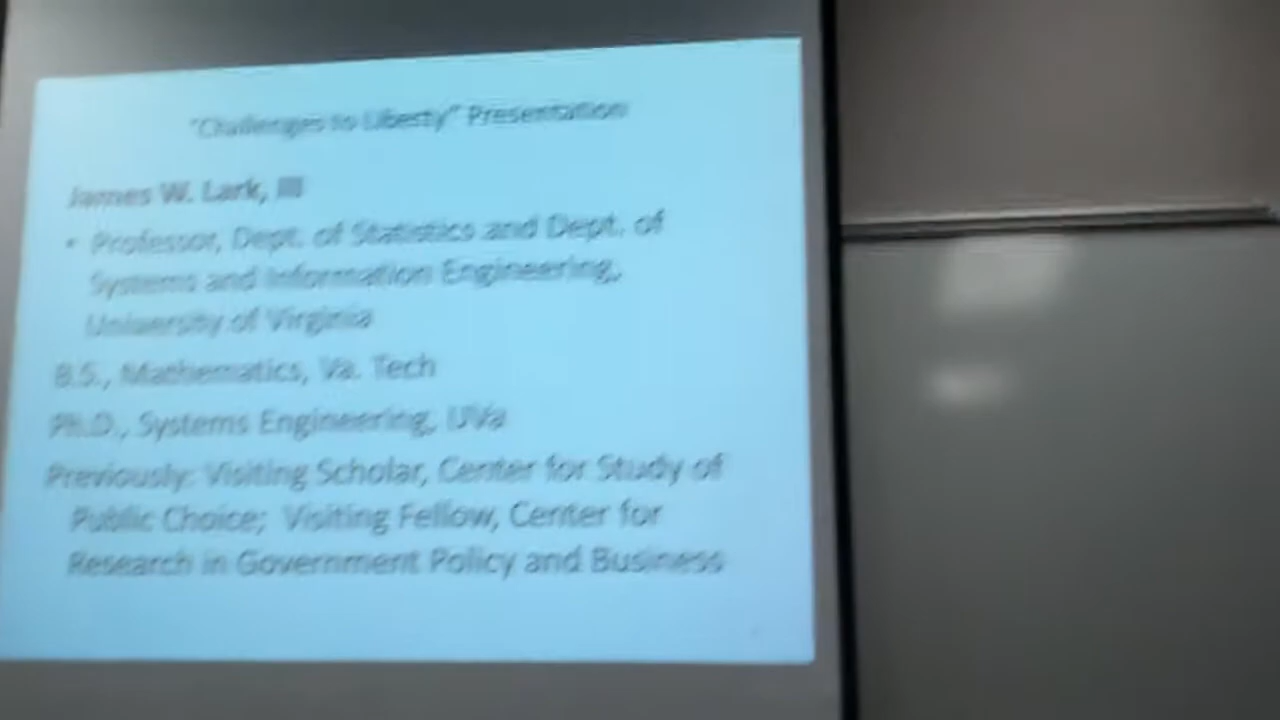 "Challenges to Liberty" Presentation
James W. Lark, III
• Professor, Dept. of Statistics and Dept. of
Systems and Information Engineering,
University of Virginia
B.S., Mathematics, Va. Tech
Ph.D., Systems Engineering, UVa
Previously: Visiting Scholar, Center for Study of
Public Choice; Visiting Fellow, Center for
Research in Government Policy and Business